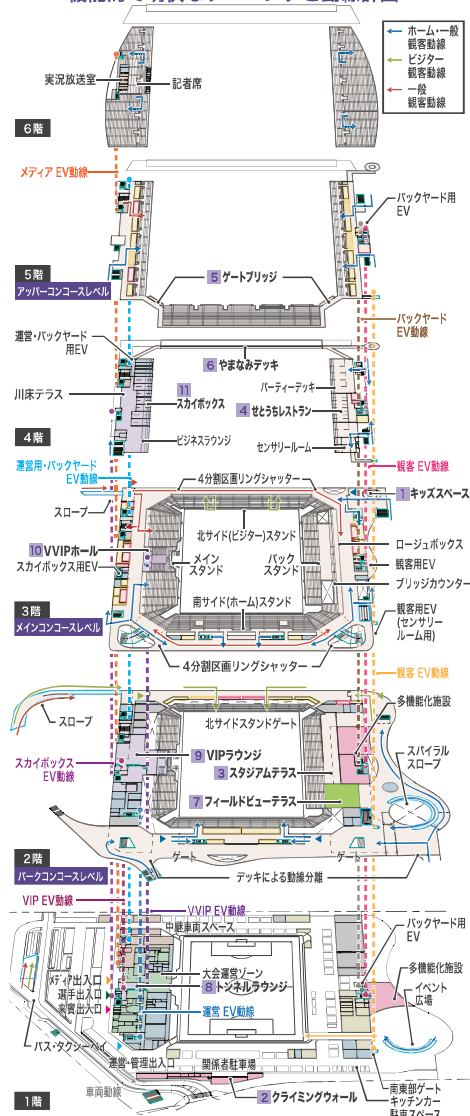 ホーム・一般
観客動線
ビジター
観客動線
一般
観客動線
実況放送室
記者席
6階
メディア EV動線
バックヤード用
EV
5 ゲートブリッジ
5階
アッパーコンコースレベル
バックヤード
EV動線
運営・バックヤード
用EV
6 やまなみデッキ
川床テラス
11
スカイボックス
パーティーデッキ
4 せとうちレストラン
ビジネスラウンジ
センサリールーム
4階
運営用・バックヤード
EV動線
観客 EV動線
4分割区画リングシャッター
1 キッズスペース
スロープ
北サイド(ビジター)スタンド
ロージュボックス
10 VVIPホール
スカイボックス用EV
メイン
スタンド
バック
スタンド
観客用EV
ブリッジカウンター
南サイド(ホーム)スタンド
3階
メインコンコースレベル
観客用EV
(センサリー
ルーム用)
4分割区画リングシャッター
観客 EV動線
多機能化施設
スロープ
北サイドスタンドゲート
スカイボックス
EV動線
9 VIPラウンジ
スパイラル
スロープ
3 スタジアムテラス
7 フィールドビューテラス
2階
パークコンコースレベル
ゲート
ゲート
デッキによる動線分離
VIP EV動線
VVIP EV動線
中継車両スペース
バックヤード用
EV
大会運営ゾーン
メディア出入口
8 トンネルラウンジ
多機能化施設
選手出入口
来賓出入口
イベント
広場
運営 EV動線
バス・タクシーベイ
運営・管理出入口
関係者駐車場
車両動線
南東部ゲート
キッチンカー
駐車スペース
2 クライミングウォール
1階